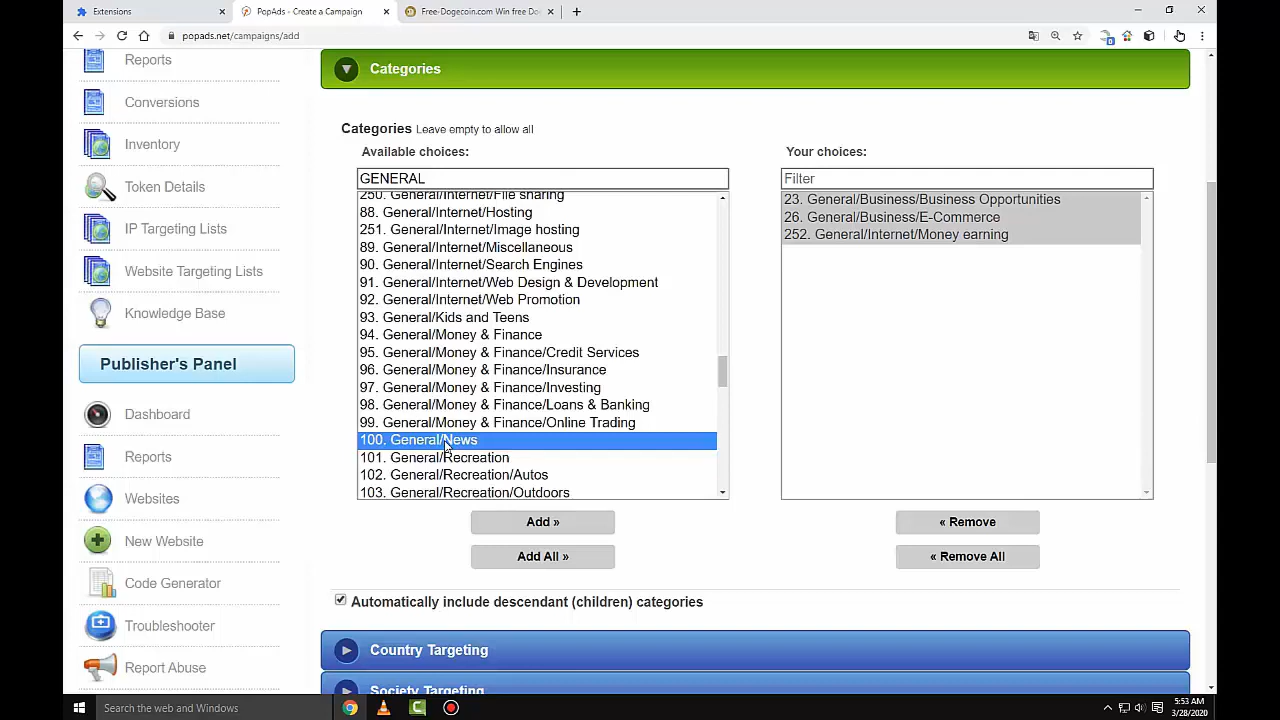 Extensions
PopAds - Create a Campaign
Free-Dogecoin.com Win free Do
popads.net/campaigns/add
Reports
Conversions
Inventory
Token Details
IP Targeting Lists
Website Targeting Lists
Knowledge Base
Publisher's Panel
Dashboard
Reports
Websites
New Website
Code Generator
Troubleshooter
Report Abuse
Categories
Categories Leave empty to allow all
Available choices:
GENERAL
250. General/Internet/File sharing
88. General/Internet/Hosting
251. General/Internet/Image hosting
89. General/Internet/Miscellaneous
90. General/Internet/Search Engines
91. General/Internet/Web Design & Development
92. General/Internet/Web Promotion
93. General/Kids and Teens
94. General/Money & Finance
95. General/Money & Finance/Credit Services
96. General/Money & Finance/Insurance
97. General/Money & Finance/Investing
98. General/Money & Finance/Loans & Banking
99. General/Money & Finance/Online Trading
100. General/News
101. General/Recreation
102. General/Recreation/Autos
103. General/Recreation/Outdoors
Add »
Add All »
Your choices:
Filter
23. General/Business/Business Opportunities
26. General/Business/E-Commerce
252. General/Internet/Money earning
« Remove
« Remove All
Automatically include descendant (children) categories
Country Targeting
Society Targeting
Search the web and Windows
5:53 AM
3/28/2020